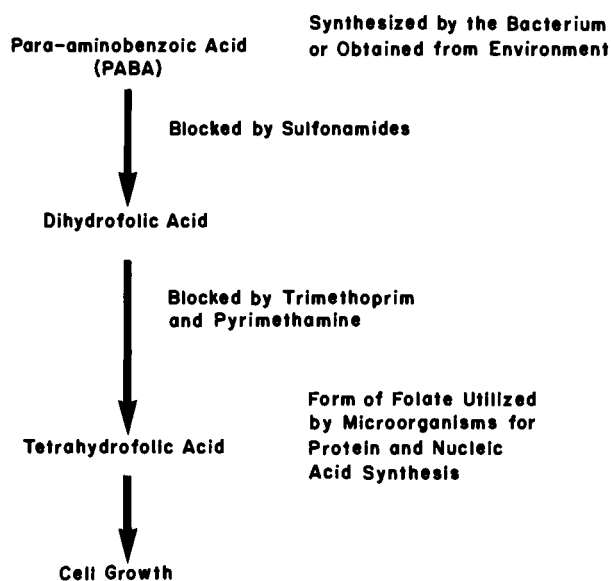 Synthesized by the Bacterium
or Obtained from Environment
Para-aminobenzoic Acid
(PABA)
Blocked by Sulfonamides
Dihydrofolic Acid
Blocked by Trimethoprim
and Pyrimethamine
Form of Folate Utilized
by Microorganisms for
Protein and Nucleic
Acid Synthesis
Tetrahydrofolic Acid
Cell Growth